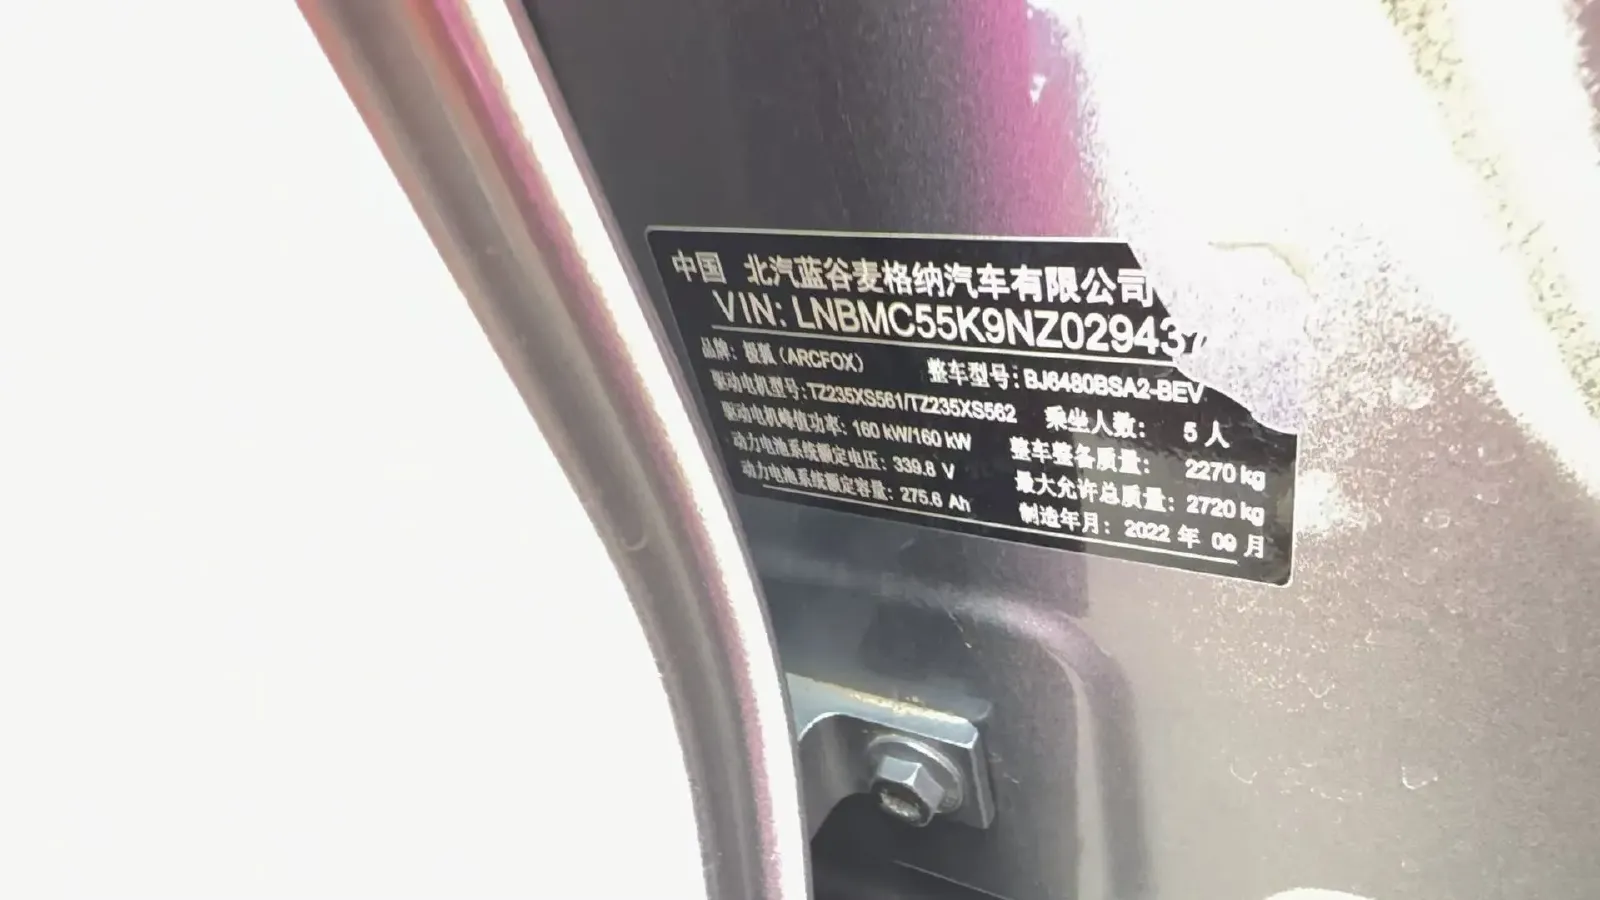 中国 北汽蓝谷麦格纳汽车有限公司
VIN: LNBMC55K9NZ029437
品牌: 极狐 (ARCFOX) 整车型号: BJ6480BSA2-BEV
驱动电机型号: TZ235XS561/TZ235XS562 乘坐人数: 5 人
驱动电机峰值功率: 160 kW/160 kW 整车整备质量: 2270 kg
动力电池系统额定电压: 339.8 V 最大允许总质量: 2720 kg
动力电池系统额定容量: 275.6 Ah 制造年月: 2022 年 09 月